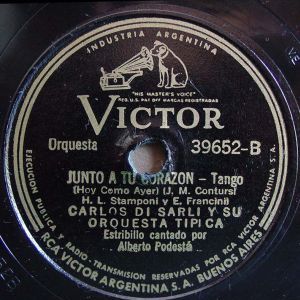 INDUSTRIA ARGENTINA
"HIS MASTER'S VOICE"
REG. U.S. PAT OFF MARCAS REGISTRADAS
VICTOR
Orquesta 39652-B
JUNTO A TU CORAZON - Tango
(Hoy Como Ayer) (J. M. Conturs)
H. L. Stamponi y E. Francini)
CARLOS DI SARLI Y SU
ORQUESTA TIPICA
Estribillo cantado por
Alberto Podestá
EJECUCION PUBLICA Y RADIO-TRANSMISION RESERVADAS POR RCA VICTOR ARGENTINA S.A.
RCA VICTOR ARGENTINA S. A. BUENOS AIRES